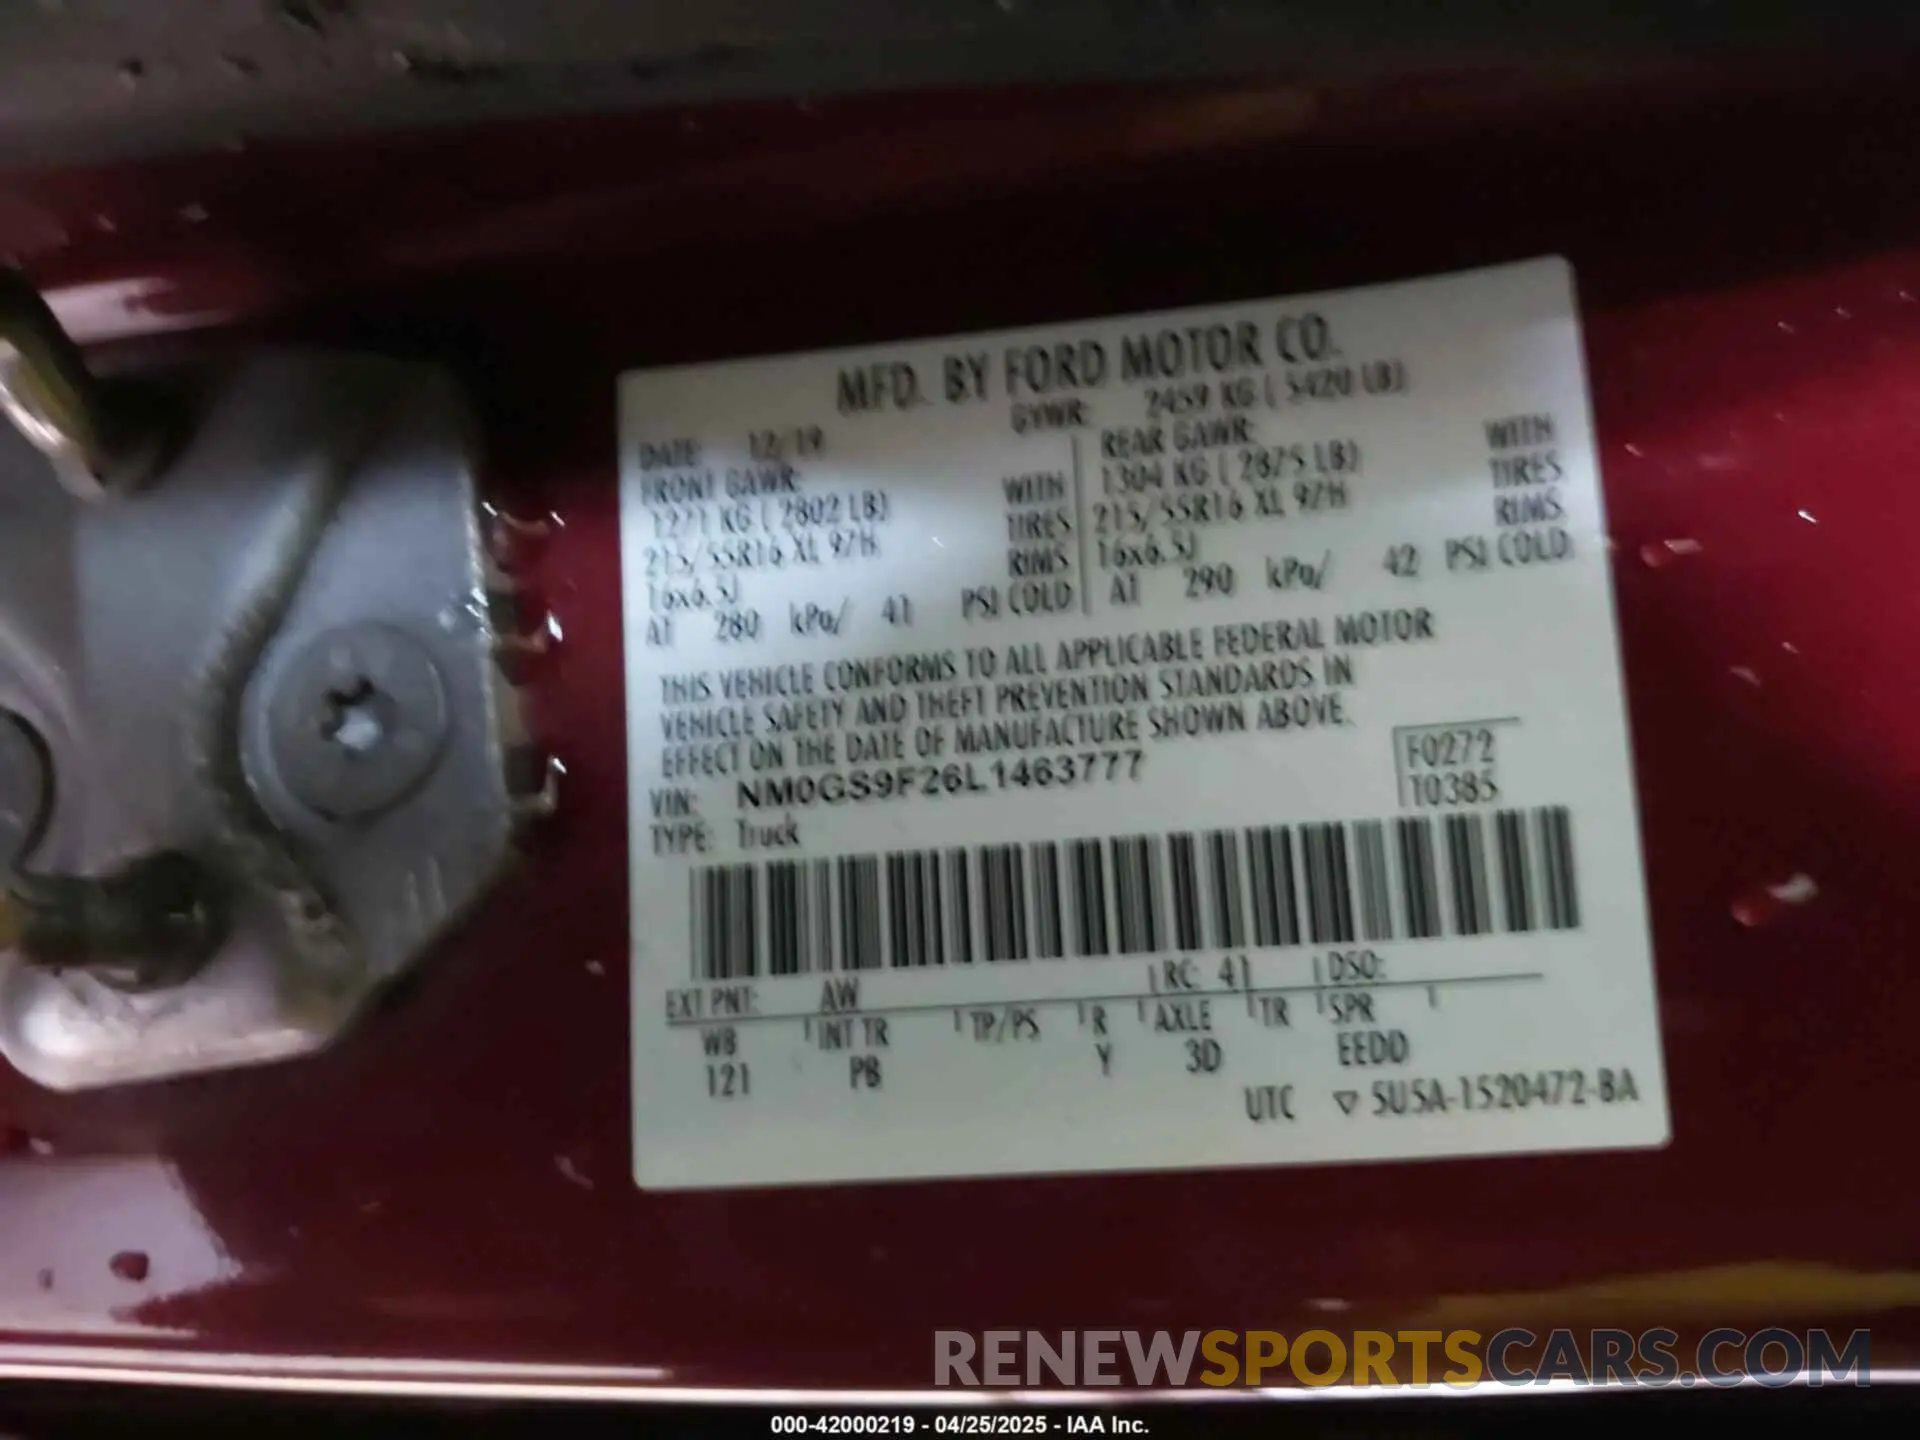 MFD. BY FORD MOTOR CO.
DATE: 12/19 GVWR: 2459 KG ( 5420 LB)
FRONT GAWR: REAR GAWR:
1271 KG ( 2802 LB) WITH 1304 KG ( 2875 LB) WITH
215/55R16 XL 97H TIRES 215/55R16 XL 97H TIRES
16x6.5J RIMS 16x6.5J RIMS
AT 280 kPa/ 41 PSI COLD AT 290 kPa/ 42 PSI COLD
THIS VEHICLE CONFORMS TO ALL APPLICABLE FEDERAL MOTOR
VEHICLE SAFETY AND THEFT PREVENTION STANDARDS IN
EFFECT ON THE DATE OF MANUFACTURE SHOWN ABOVE.
VIN: NM0GS9F26L1463777 F0272
TYPE: Truck T0385
EXT PNT: AW RC: 41 DSO:
WB INT TR TP/PS R AXLE TR SPR
121 PB Y 3D EEDD
UTC ▽ 5U5A-1520472-BA
RENEWSPORTSCARS.COM
000-42000219 - 04/25/2025 - IAA Inc.